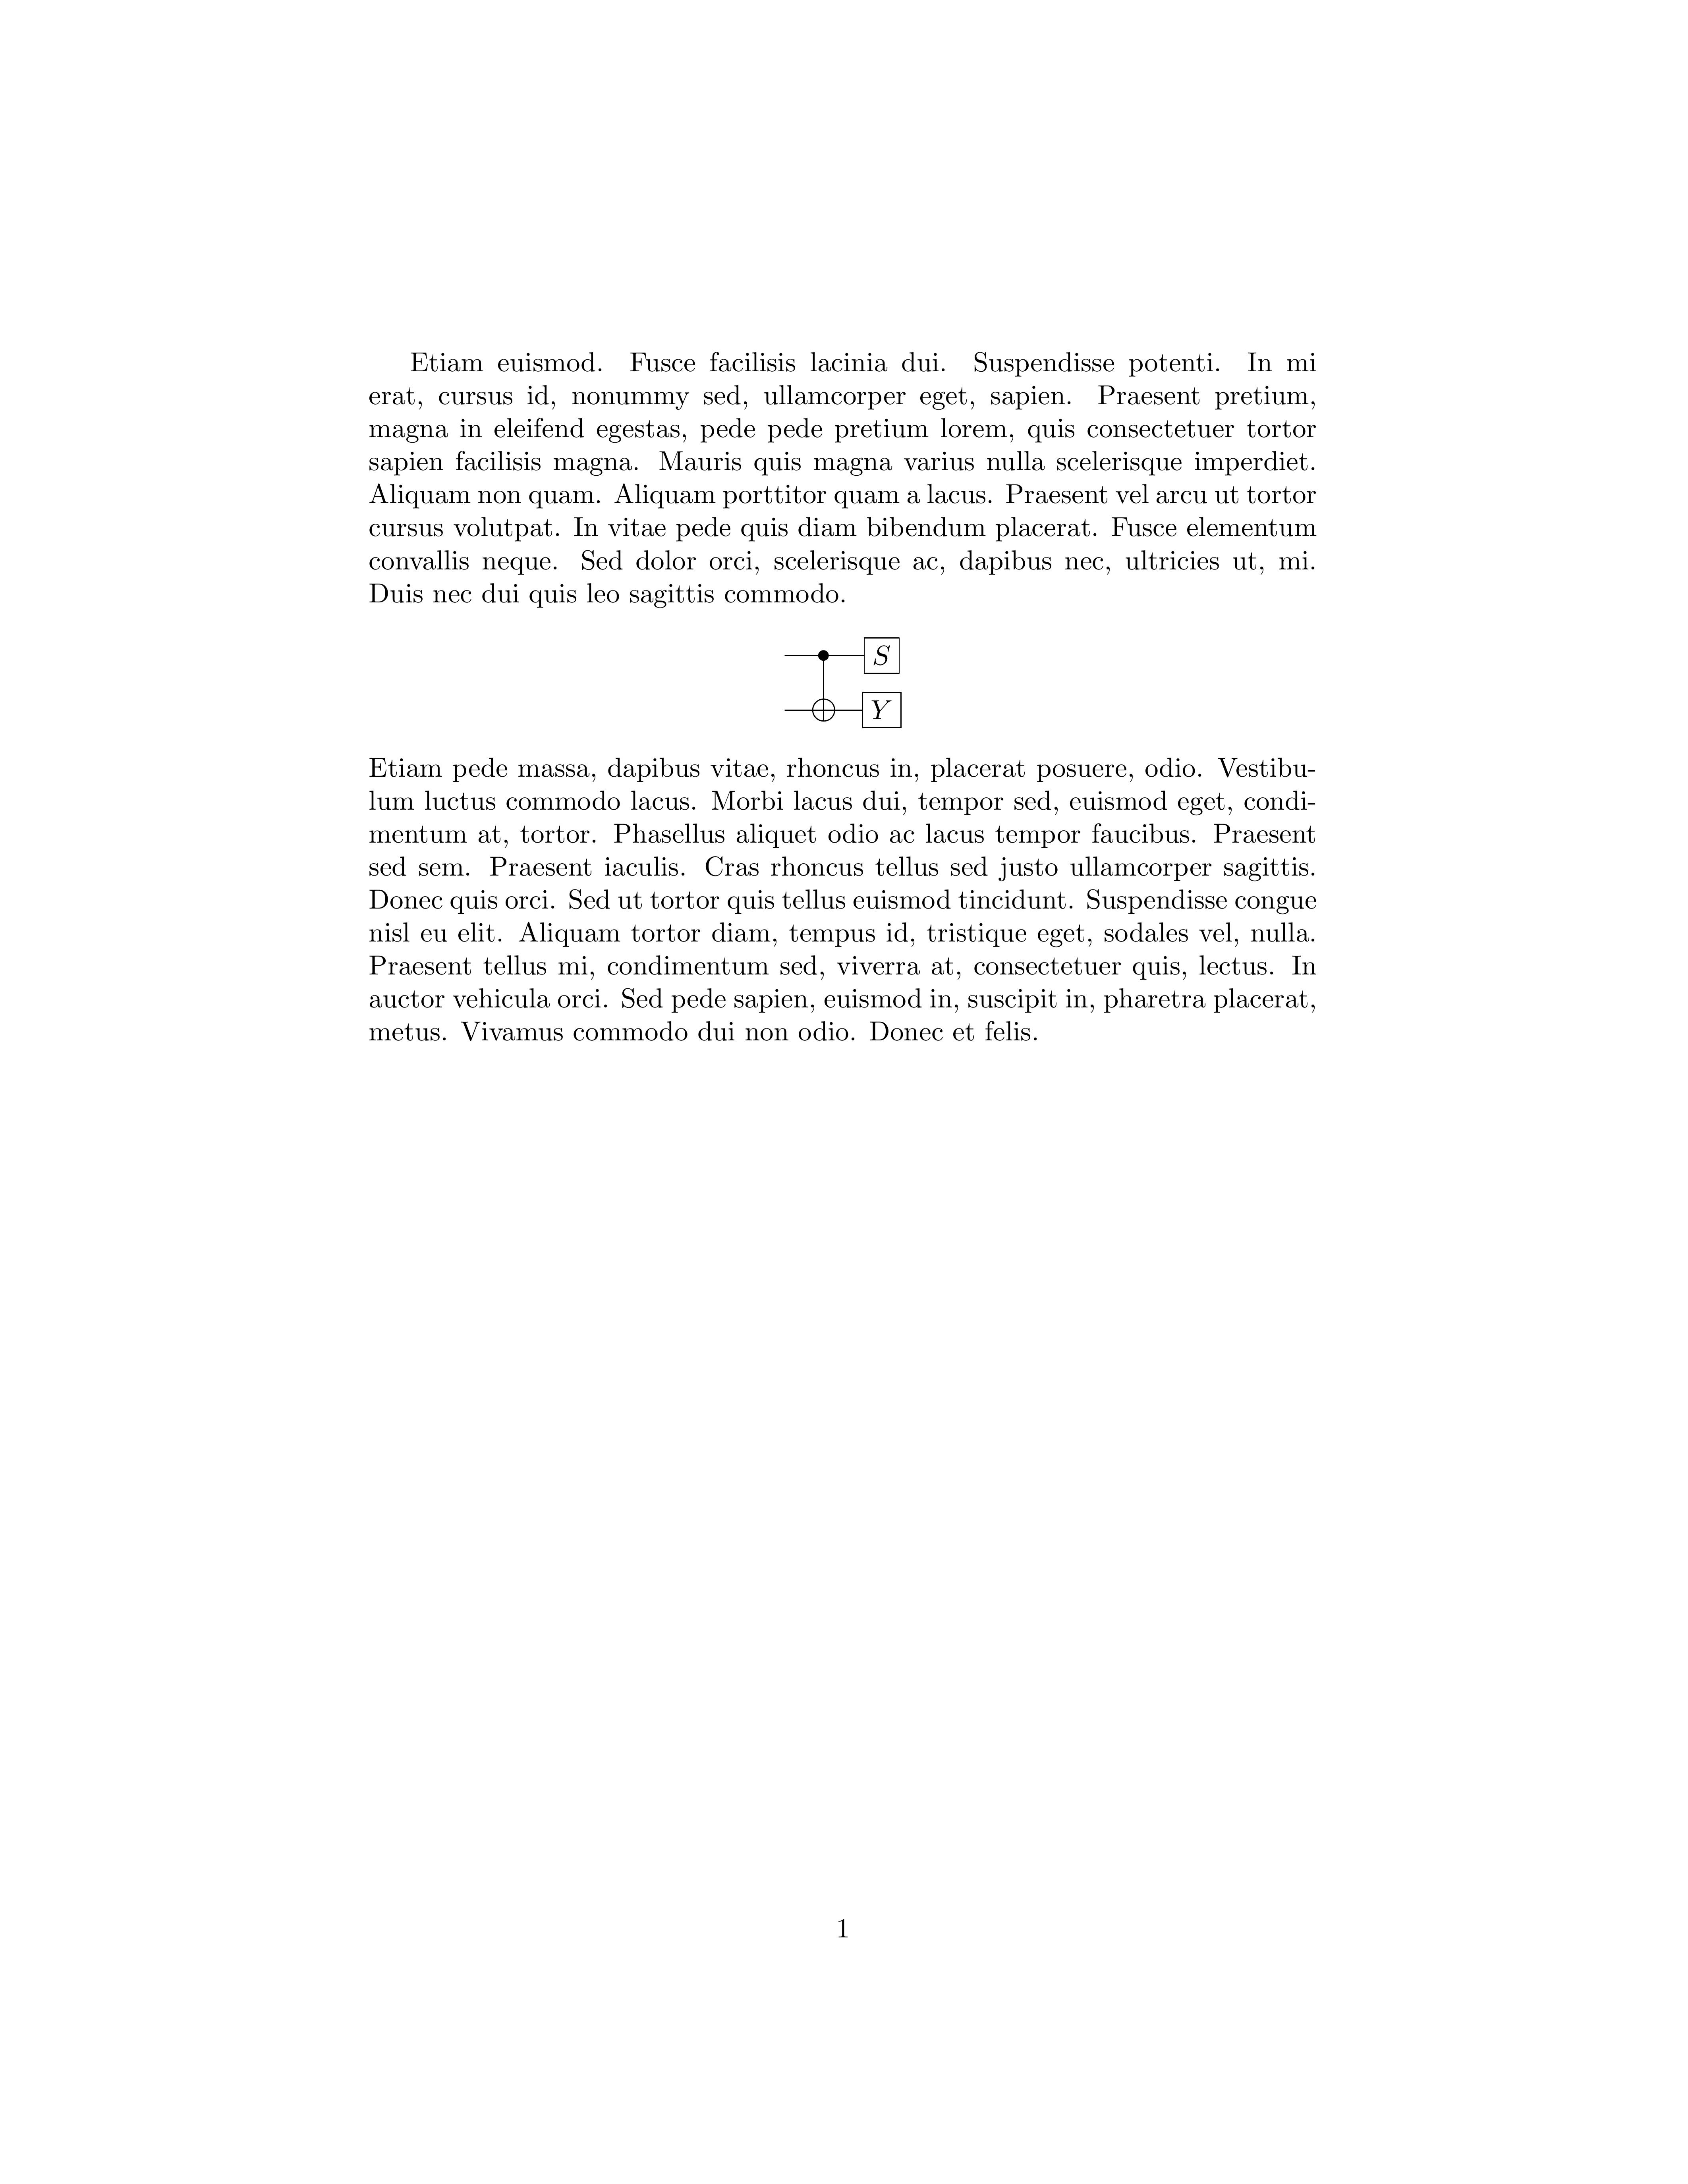 Etiam euismod. Fusce facilisis lacinia dui. Suspendisse potenti. In mi
erat, cursus id, nonummy sed, ullamcorper eget, sapien. Praesent pretium,
magna in eleifend egestas, pede pede pretium lorem, quis consectetuer tortor
sapien facilisis magna. Mauris quis magna varius nulla scelerisque imperdiet.
Aliquam non quam. Aliquam porttitor quam a lacus. Praesent vel arcu ut tortor
cursus volutpat. In vitae pede quis diam bibendum placerat. Fusce elementum
convallis neque. Sed dolor orci, scelerisque ac, dapibus nec, ultricies ut, mi.
Duis nec dui quis leo sagittis commodo.
S
Y
Etiam pede massa, dapibus vitae, rhoncus in, placerat posuere, odio. Vestibu-
lum luctus commodo lacus. Morbi lacus dui, tempor sed, euismod eget, condi-
mentum at, tortor. Phasellus aliquet odio ac lacus tempor faucibus. Praesent
sed sem. Praesent iaculis. Cras rhoncus tellus sed justo ullamcorper sagittis.
Donec quis orci. Sed ut tortor quis tellus euismod tincidunt. Suspendisse congue
nisl eu elit. Aliquam tortor diam, tempus id, tristique eget, sodales vel, nulla.
Praesent tellus mi, condimentum sed, viverra at, consectetuer quis, lectus. In
auctor vehicula orci. Sed pede sapien, euismod in, suscipit in, pharetra placerat,
metus. Vivamus commodo dui non odio. Donec et felis.
1